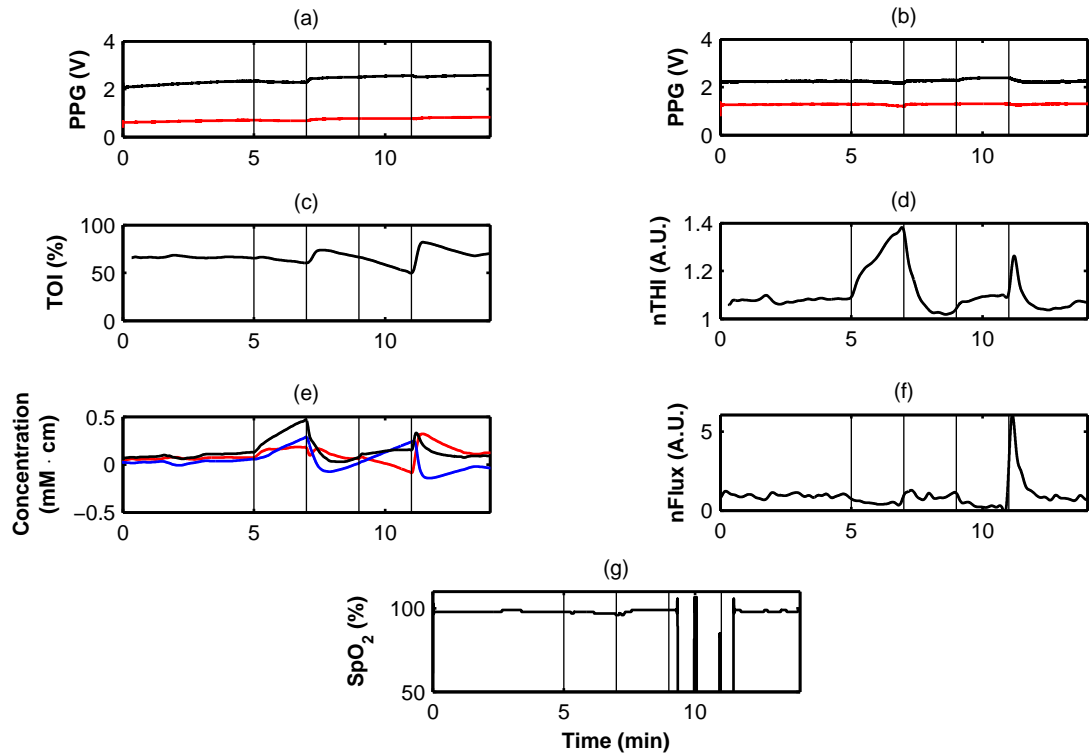 (a)
PPG (V)
4
2
0
0 5 10
(b)
PPG (V)
4
2
0
0 5 10
(c)
TOI (%)
100
50
0
0 5 10
(d)
nTHI (A.U.)
1.4
1.2
1
0 5 10
(e)
Concentration
(mM · cm)
0.5
0
−0.5
0 5 10
(f)
nFlux (A.U.)
5
0
0 5 10
(g)
SpO2 (%)
100
50
0 5 10
Time (min)